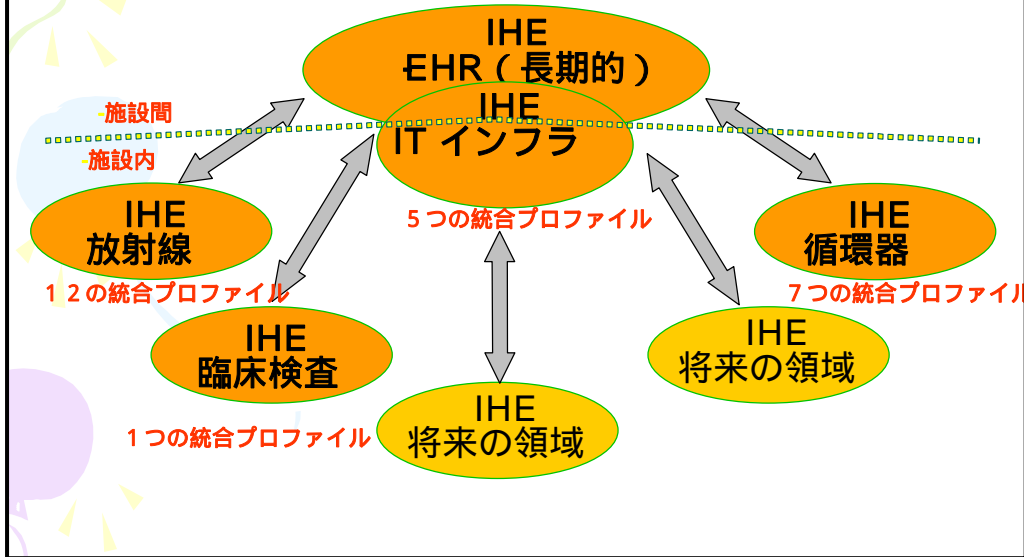 IHE
EHR（長期的）
IHE
IT インフラ
-施設間
-施設内
5つの統合プロファイル
IHE
放射線
12の統合プロファイル
IHE
循環器
7つの統合プロファイル
IHE
臨床検査
1つの統合プロファイル
IHE
将来の領域
IHE
将来の領域